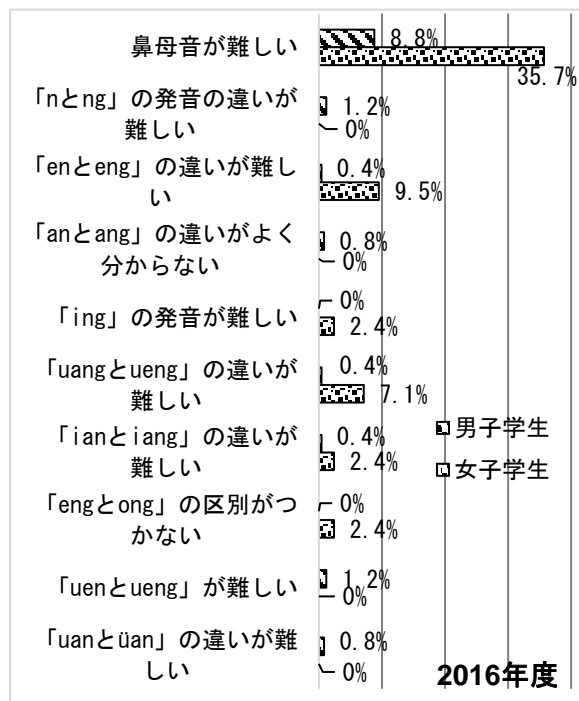 鼻母音が難しい
8.8%
35.7%
「nとng」の発音の違いが
難しい
1.2%
0%
「enとeng」の違いが難し
い
0.4%
9.5%
「anとang」の違いがよく
分からない
0.8%
0%
「ing」の発音が難しい
0%
2.4%
「uangとueng」の違いが
難しい
0.4%
7.1%
「ianとiang」の違いが
難しい
0.4%
2.4%
男子学生
女子学生
「engとong」の区別がつ
かない
0%
2.4%
「uenとueng」が難しい
1.2%
0%
「uanとüan」の違いが難
しい
0.8%
0%
2016年度